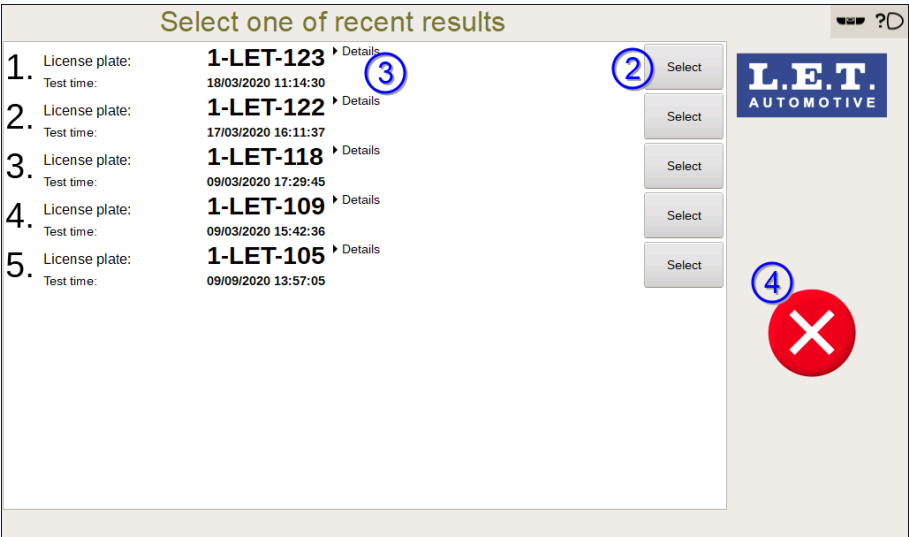 Select one of recent results
?
1. License plate: 1-LET-123 Details
Test time: 18/03/2020 11:14:30
3
2
Select
2. License plate: 1-LET-122 Details
Test time: 17/03/2020 16:11:37
Select
3. License plate: 1-LET-118 Details
Test time: 09/03/2020 17:29:45
Select
4. License plate: 1-LET-109 Details
Test time: 09/03/2020 15:42:36
Select
5. License plate: 1-LET-105 Details
Test time: 09/09/2020 13:57:05
Select
L.E.T.
AUTOMOTIVE
4